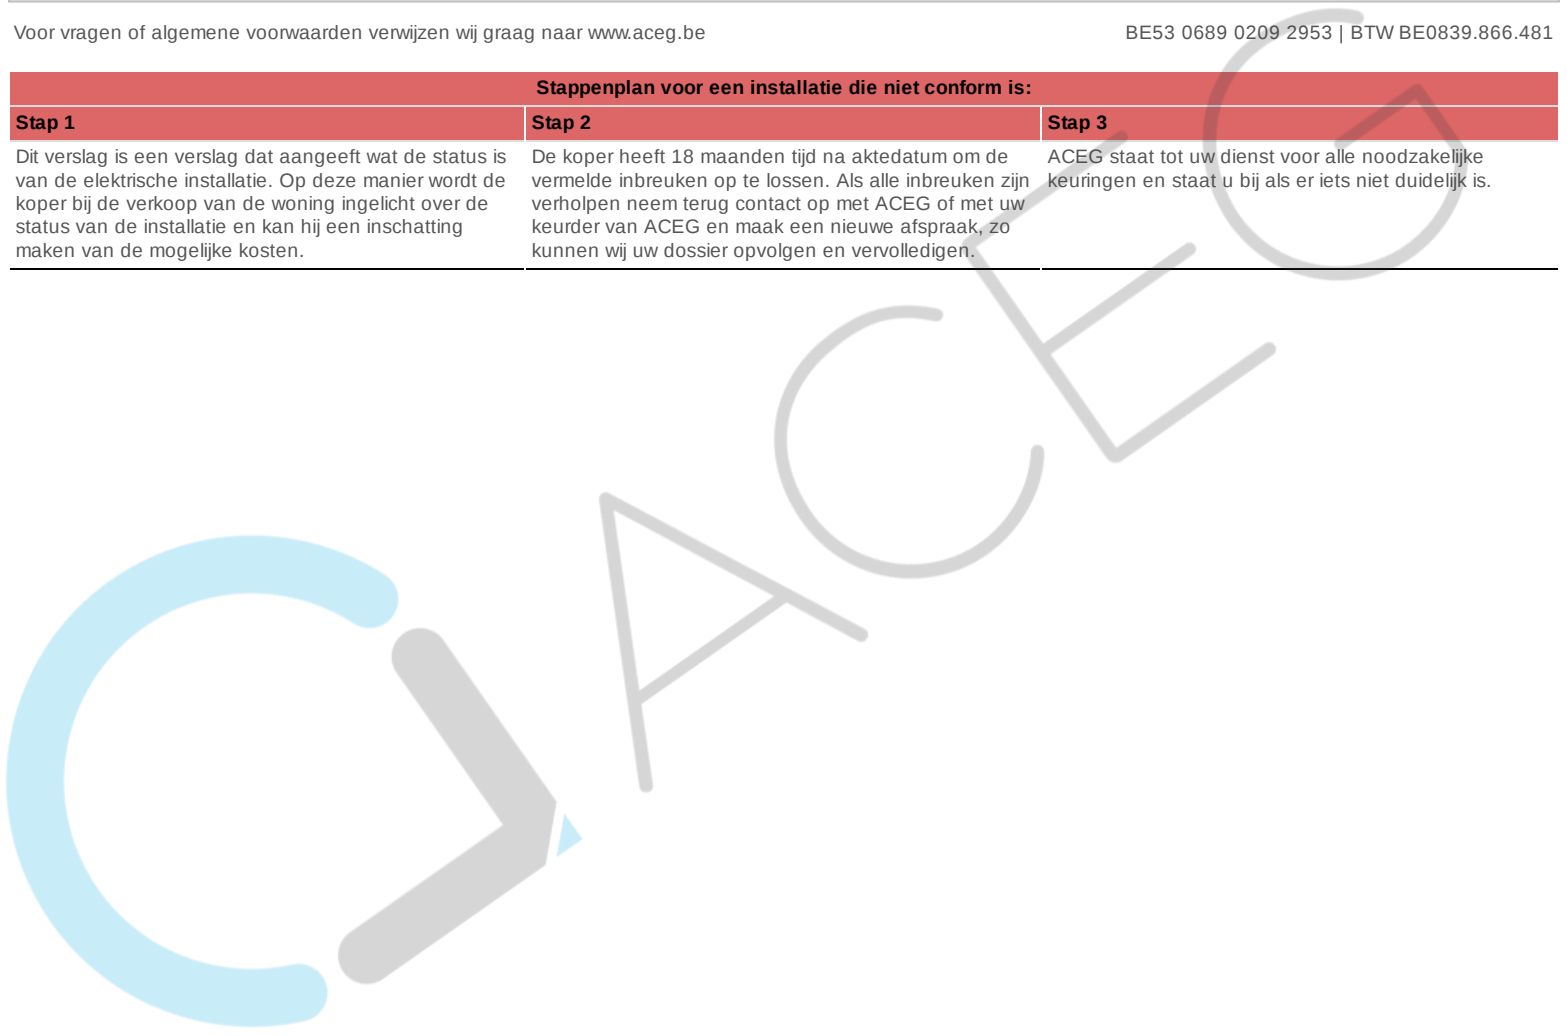 Voor vragen of algemene voorwaarden verwijzen wij graag naar www.aceg.be
BE53 0689 0209 2953 | BTW BE0839.866.481
Stappenplan voor een installatie die niet conform is:
Stap 1
Dit verslag is een verslag dat aangeeft wat de status is
van de elektrische installatie. Op deze manier wordt de
koper bij de verkoop van de woning ingelicht over de
status van de installatie en kan hij een inschatting
maken van de mogelijke kosten.
Stap 2
De koper heeft 18 maanden tijd na aktedatum om de
vermelde inbreuken op te lossen. Als alle inbreuken zijn
verholpen neem terug contact op met ACEG of met uw
keurder van ACEG en maak een nieuwe afspraak, zo
kunnen wij uw dossier opvolgen en vervolledigen.
Stap 3
ACEG staat tot uw dienst voor alle noodzakelijke
keuringen en staat u bij als er iets niet duidelijk is.
ACEG